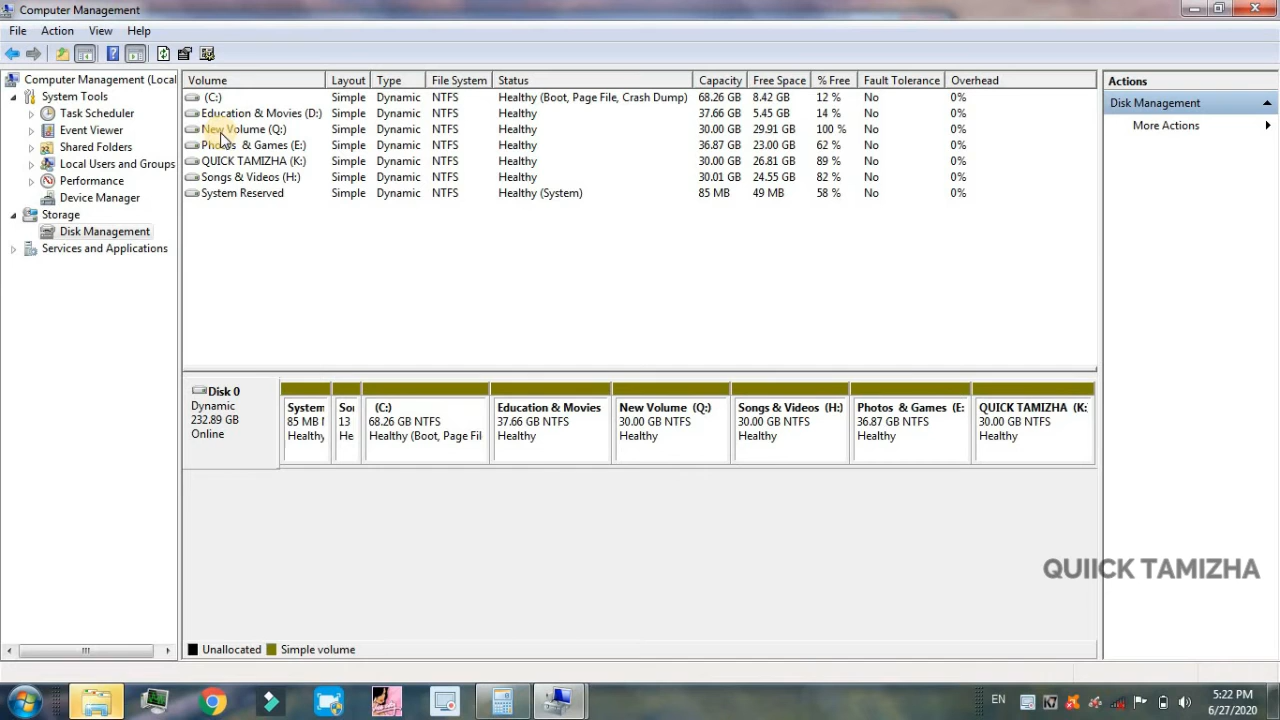 Computer Management
File Action View Help
Computer Management (Local
System Tools
Task Scheduler
Event Viewer
Shared Folders
Local Users and Groups
Performance
Device Manager
Storage
Disk Management
Services and Applications
Volume Layout Type File System Status Capacity Free Space % Free Fault Tolerance Overhead
(C:) Simple Dynamic NTFS Healthy (Boot, Page File, Crash Dump) 68.26 GB 8.42 GB 12 % No 0%
Education & Movies (D:) Simple Dynamic NTFS Healthy 37.66 GB 5.45 GB 14 % No 0%
New Volume (Q:) Simple Dynamic NTFS Healthy 30.00 GB 29.91 GB 100 % No 0%
Photos & Games (E:) Simple Dynamic NTFS Healthy 36.87 GB 23.00 GB 62 % No 0%
QUICK TAMIZHA (K:) Simple Dynamic NTFS Healthy 30.00 GB 26.81 GB 89 % No 0%
Songs & Videos (H:) Simple Dynamic NTFS Healthy 30.01 GB 24.55 GB 82 % No 0%
System Reserved Simple Dynamic NTFS Healthy (System) 85 MB 49 MB 58 % No 0%
Actions
Disk Management
More Actions
Disk 0
Dynamic
232.89 GB
Online
System
85 MB N
Healthy
Son
13
He
(C:)
68.26 GB NTFS
Healthy (Boot, Page Fil
Education & Movies
37.66 GB NTFS
Healthy
New Volume (Q:)
30.00 GB NTFS
Healthy
Songs & Videos (H:)
30.00 GB NTFS
Healthy
Photos & Games (E:
36.87 GB NTFS
Healthy
QUICK TAMIZHA (K:
30.00 GB NTFS
Healthy
QUIICK TAMIZHA
Unallocated Simple volume
EN
5:22 PM
6/27/2020